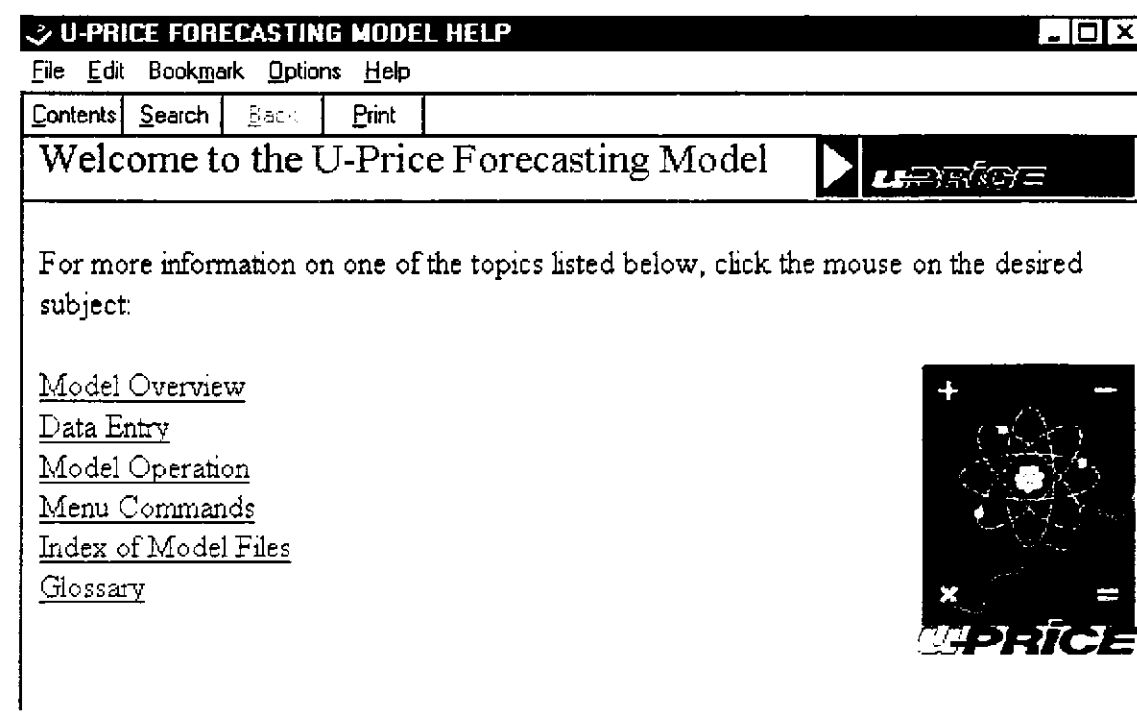 U-PRICE FORECASTING MODEL HELP
File Edit Bookmark Options Help
Contents Search Back Print
Welcome to the U-Price Forecasting Model
u-PRICE
For more information on one of the topics listed below, click the mouse on the desired
subject:
Model Overview
Data Entry
Model Operation
Menu Commands
Index of Model Files
Glossary
+ −
× =
u-PRICE